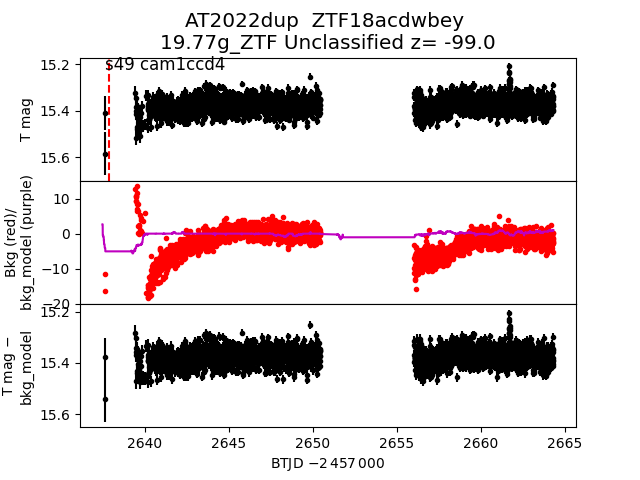 AT2022dup  ZTF18acdwbey
19.77g_ZTF Unclassified z= -99.0
s49 cam1ccd4
15.2
15.4
15.6
T mag
10
0
−10
−20
Bkg (red)/
bkg_model (purple)
15.2
15.4
15.6
T mag −
bkg_model
2640
2645
2650
2655
2660
2665
BTJD −2 457 000